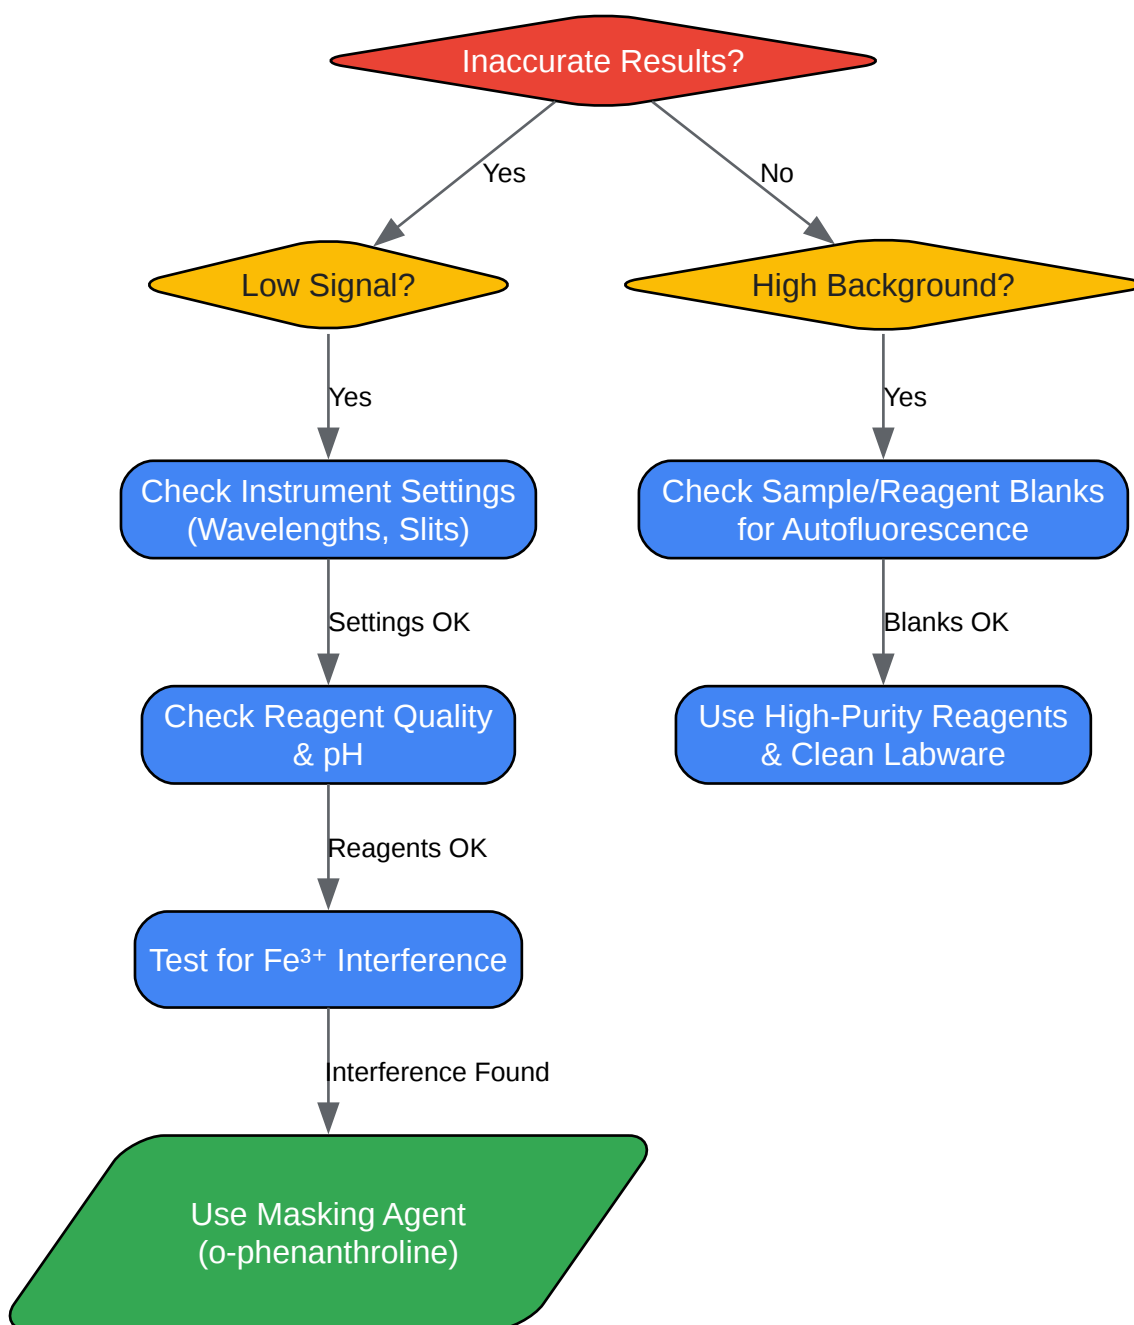 Inaccurate Results?
Yes
No
Low Signal?
High Background?
Yes
Yes
Check Instrument Settings
(Wavelengths, Slits)
Check Sample/Reagent Blanks
for Autofluorescence
Settings OK
Blanks OK
Check Reagent Quality
& pH
Use High-Purity Reagents
& Clean Labware
Reagents OK
Test for Fe³⁺ Interference
Interference Found
Use Masking Agent
(o-phenanthroline)